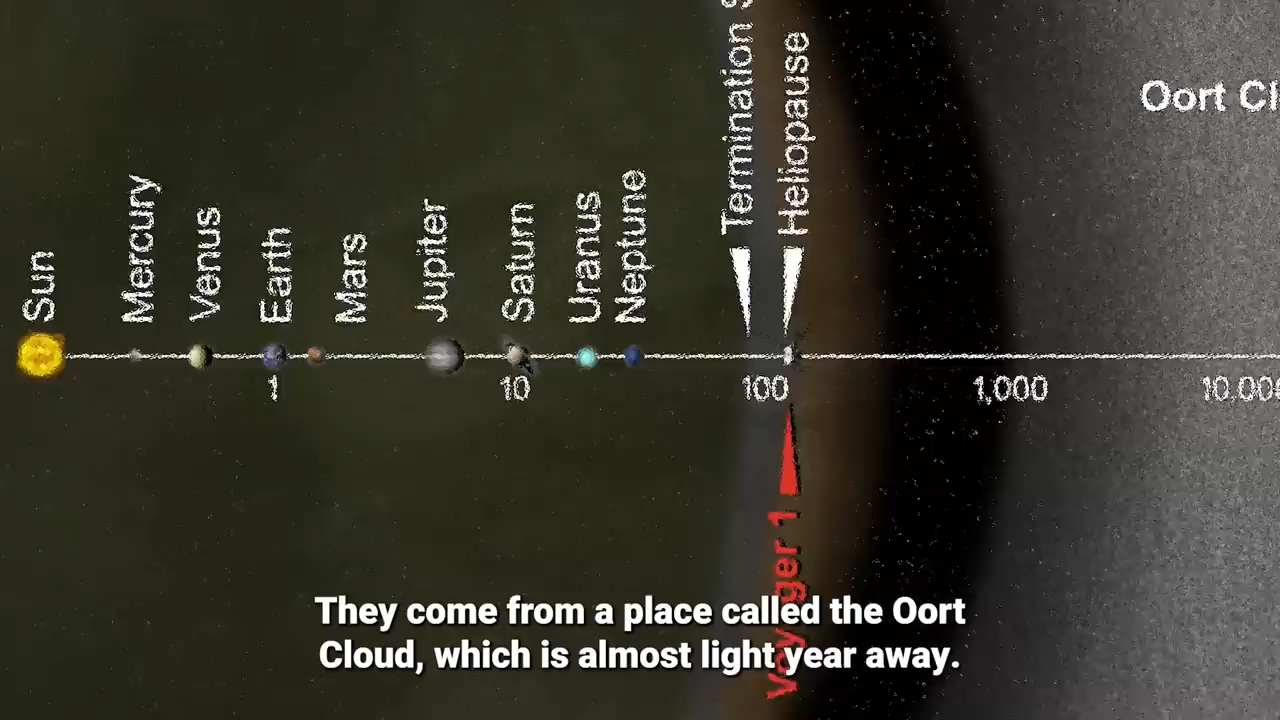 Sun
Mercury
Venus
Earth
Mars
Jupiter
Saturn
Uranus
Neptune
Termination
Heliopause
Oort
1
10
100
1,000
Voyager 1
They come from a place called the Oort
Cloud, which is almost light year away.